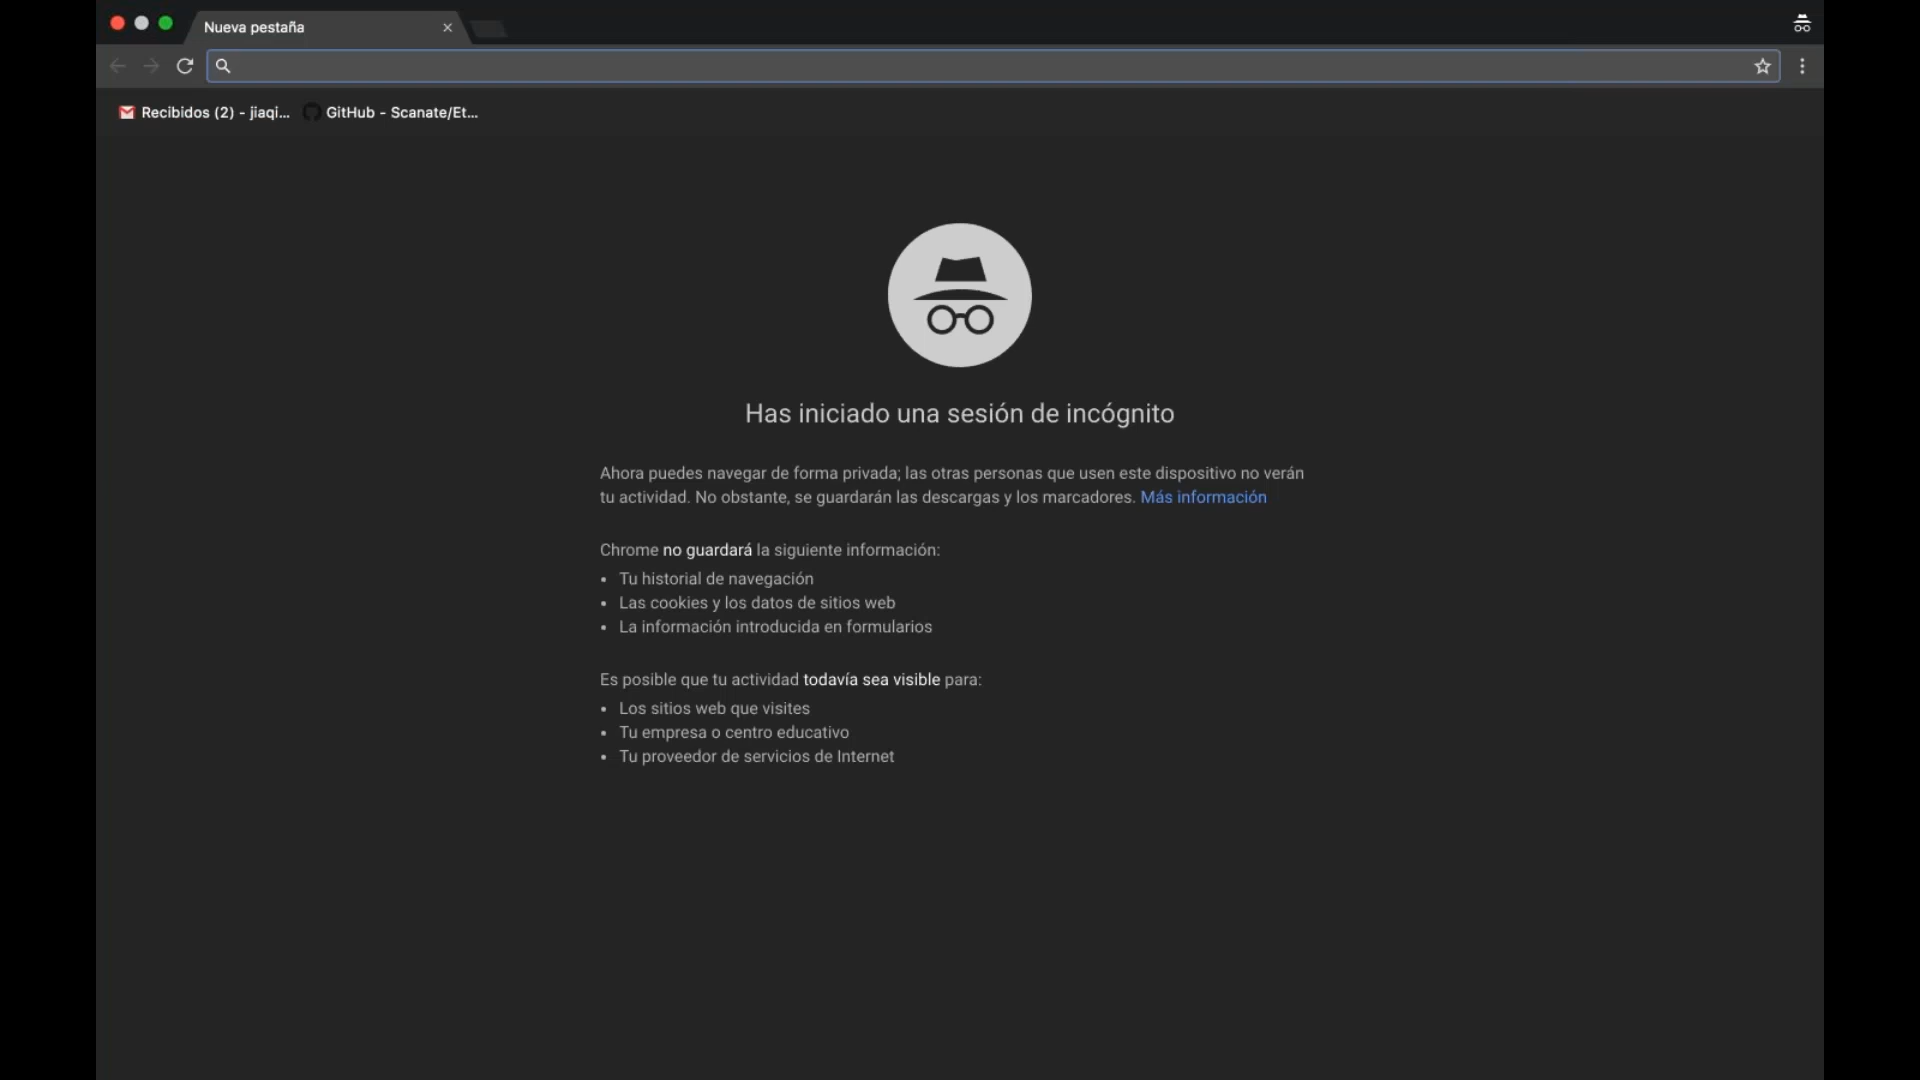 Nueva pestaña
Recibidos (2) - jiaqi... GitHub - Scanate/Et...
Has iniciado una sesión de incógnito
Ahora puedes navegar de forma privada; las otras personas que usen este dispositivo no verán
tu actividad. No obstante, se guardarán las descargas y los marcadores. Más información
Chrome no guardará la siguiente información:
• Tu historial de navegación
• Las cookies y los datos de sitios web
• La información introducida en formularios
Es posible que tu actividad todavía sea visible para:
• Los sitios web que visites
• Tu empresa o centro educativo
• Tu proveedor de servicios de Internet